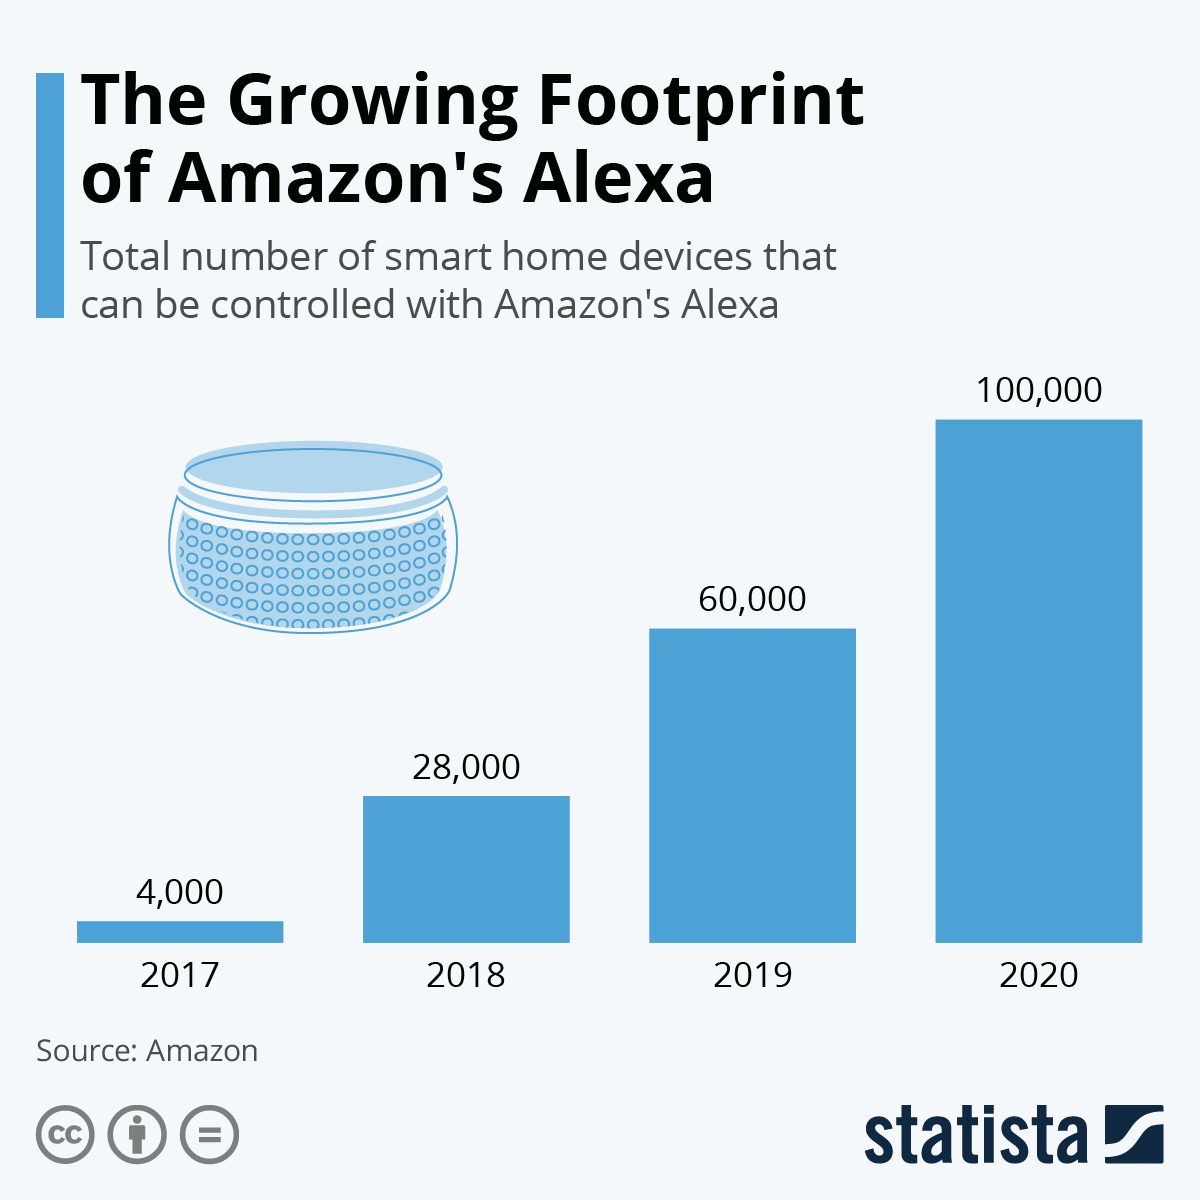 The Growing Footprint
of Amazon's Alexa
Total number of smart home devices that
can be controlled with Amazon's Alexa
4,000
28,000
60,000
100,000
2017
2018
2019
2020
Source: Amazon
cc
=
statista